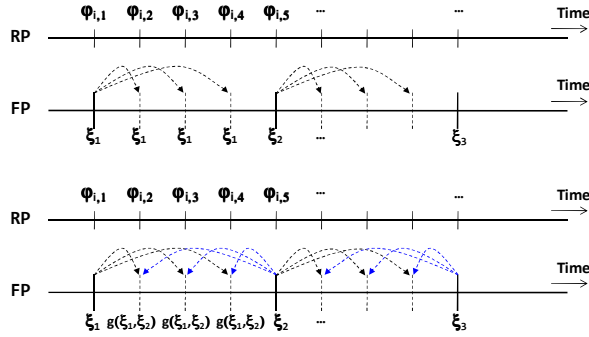 φi,1 φi,2 φi,3 φi,4 φi,5 ... ... Time
RP
Time
FP
ξ1 ξ1 ξ1 ξ1 ξ2 ... ξ3
φi,1 φi,2 φi,3 φi,4 φi,5 ... ... Time
RP
Time
FP
ξ1 g(ξ1,ξ2) g(ξ1,ξ2) g(ξ1,ξ2) ξ2 ... ξ3